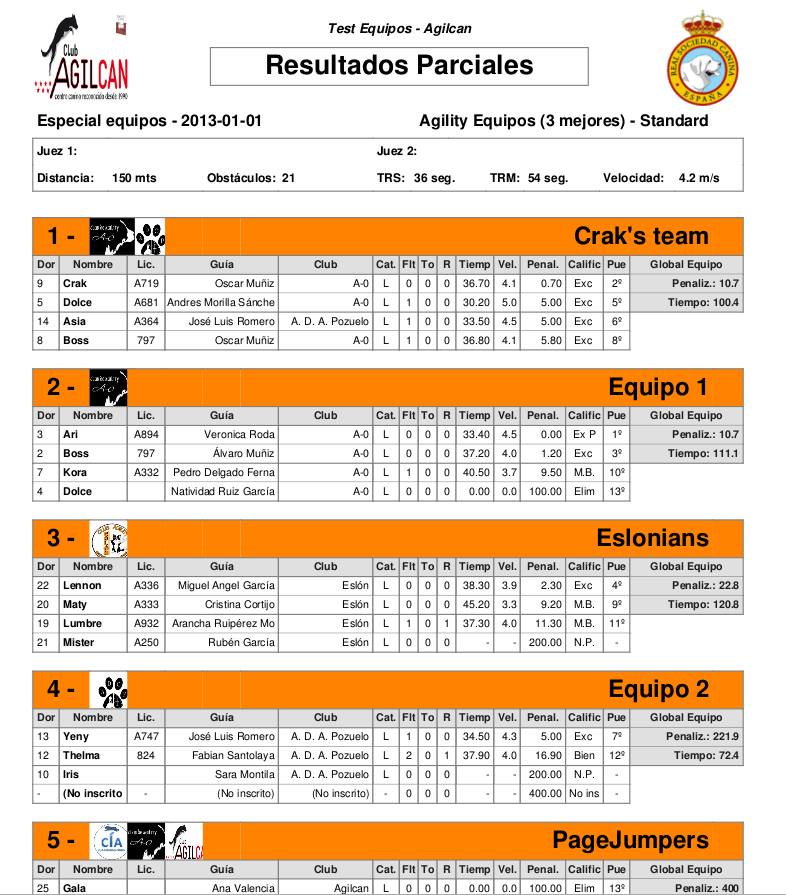 Club
AGILCAN
centro canino reconocido desde 1990
Test Equipos - Agilcan
Resultados Parciales
REAL SOCIEDAD CANINA
ESPAÑA
Especial equipos - 2013-01-01 Agility Equipos (3 mejores) - Standard
Juez 1: Juez 2:
Distancia: 150 mts Obstáculos: 21 TRS: 36 seg. TRM: 54 seg. Velocidad: 4.2 m/s
1 - Crak's team
Dor Nombre Lic. Guía Club Cat. Flt To R Tiemp Vel. Penal. Calific Pue Global Equipo
9 Crak A719 Oscar Muñiz A-0 L 0 0 0 36.70 4.1 0.70 Exc 2º Penaliz.: 10.7
5 Dolce A681 Andres Morilla Sánche A-0 L 1 0 0 30.20 5.0 5.00 Exc 5º Tiempo: 100.4
14 Asia A364 José Luis Romero A. D. A. Pozuelo L 1 0 0 33.50 4.5 5.00 Exc 6º
8 Boss 797 Oscar Muñiz A-0 L 1 0 0 36.80 4.1 5.80 Exc 8º
2 - Equipo 1
Dor Nombre Lic. Guía Club Cat. Flt To R Tiemp Vel. Penal. Calific Pue Global Equipo
3 Ari A894 Veronica Roda A-0 L 0 0 0 33.40 4.5 0.00 Ex P 1º Penaliz.: 10.7
2 Boss 797 Álvaro Muñiz A-0 L 0 0 0 37.20 4.0 1.20 Exc 3º Tiempo: 111.1
7 Kora A332 Pedro Delgado Ferna A-0 L 1 0 0 40.50 3.7 9.50 M.B. 10º
4 Dolce Natividad Ruiz García A-0 L 0 0 0 0.00 0.0 100.00 Elim 13º
3 - Eslonians
Dor Nombre Lic. Guía Club Cat. Flt To R Tiemp Vel. Penal. Calific Pue Global Equipo
22 Lennon A336 Miguel Angel García Eslón L 0 0 0 38.30 3.9 2.30 Exc 4º Penaliz.: 22.8
20 Maty A333 Cristina Cortijo Eslón L 0 0 0 45.20 3.3 9.20 M.B. 9º Tiempo: 120.8
19 Lumbre A932 Arancha Ruipérez Mo Eslón L 1 0 1 37.30 4.0 11.30 M.B. 11º
21 Mister A250 Rubén García Eslón L 0 0 0 - - 200.00 N.P. -
4 - Equipo 2
Dor Nombre Lic. Guía Club Cat. Flt To R Tiemp Vel. Penal. Calific Pue Global Equipo
13 Yeny A747 José Luis Romero A. D. A. Pozuelo L 1 0 0 34.50 4.3 5.00 Exc 7º Penaliz.: 221.9
12 Thelma 824 Fabian Santolaya A. D. A. Pozuelo L 2 0 1 37.90 4.0 16.90 Bien 12º Tiempo: 72.4
10 Iris Sara Montila A. D. A. Pozuelo L 0 0 0 - - 200.00 N.P. -
- (No inscrito - (No inscrito) (No inscrito) - 0 0 0 - - 400.00 No ins -
5 - CIA AGILCAN PageJumpers
Dor Nombre Lic. Guía Club Cat. Flt To R Tiemp Vel. Penal. Calific Pue Global Equipo
25 Gala Ana Valencia Agilcan L 0 0 0 0.00 0.0 100.00 Elim 13º Penaliz.: 400